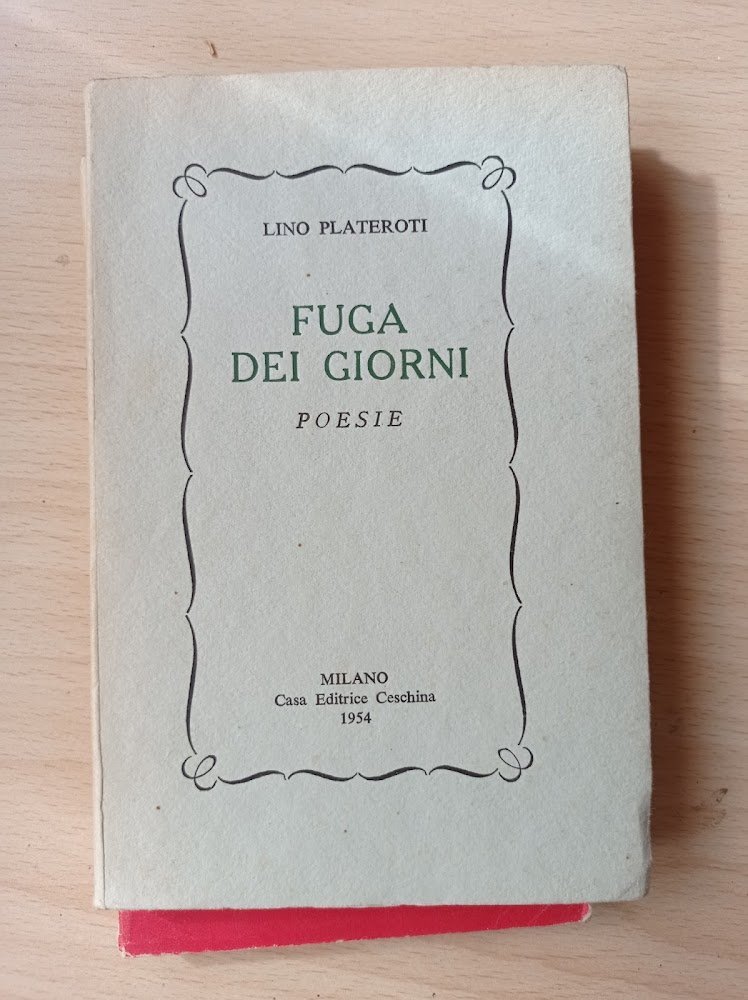 LINO PLATEROTI
FUGA
DEI GIORNI
POESIE
MILANO
Casa Editrice Ceschina
1954